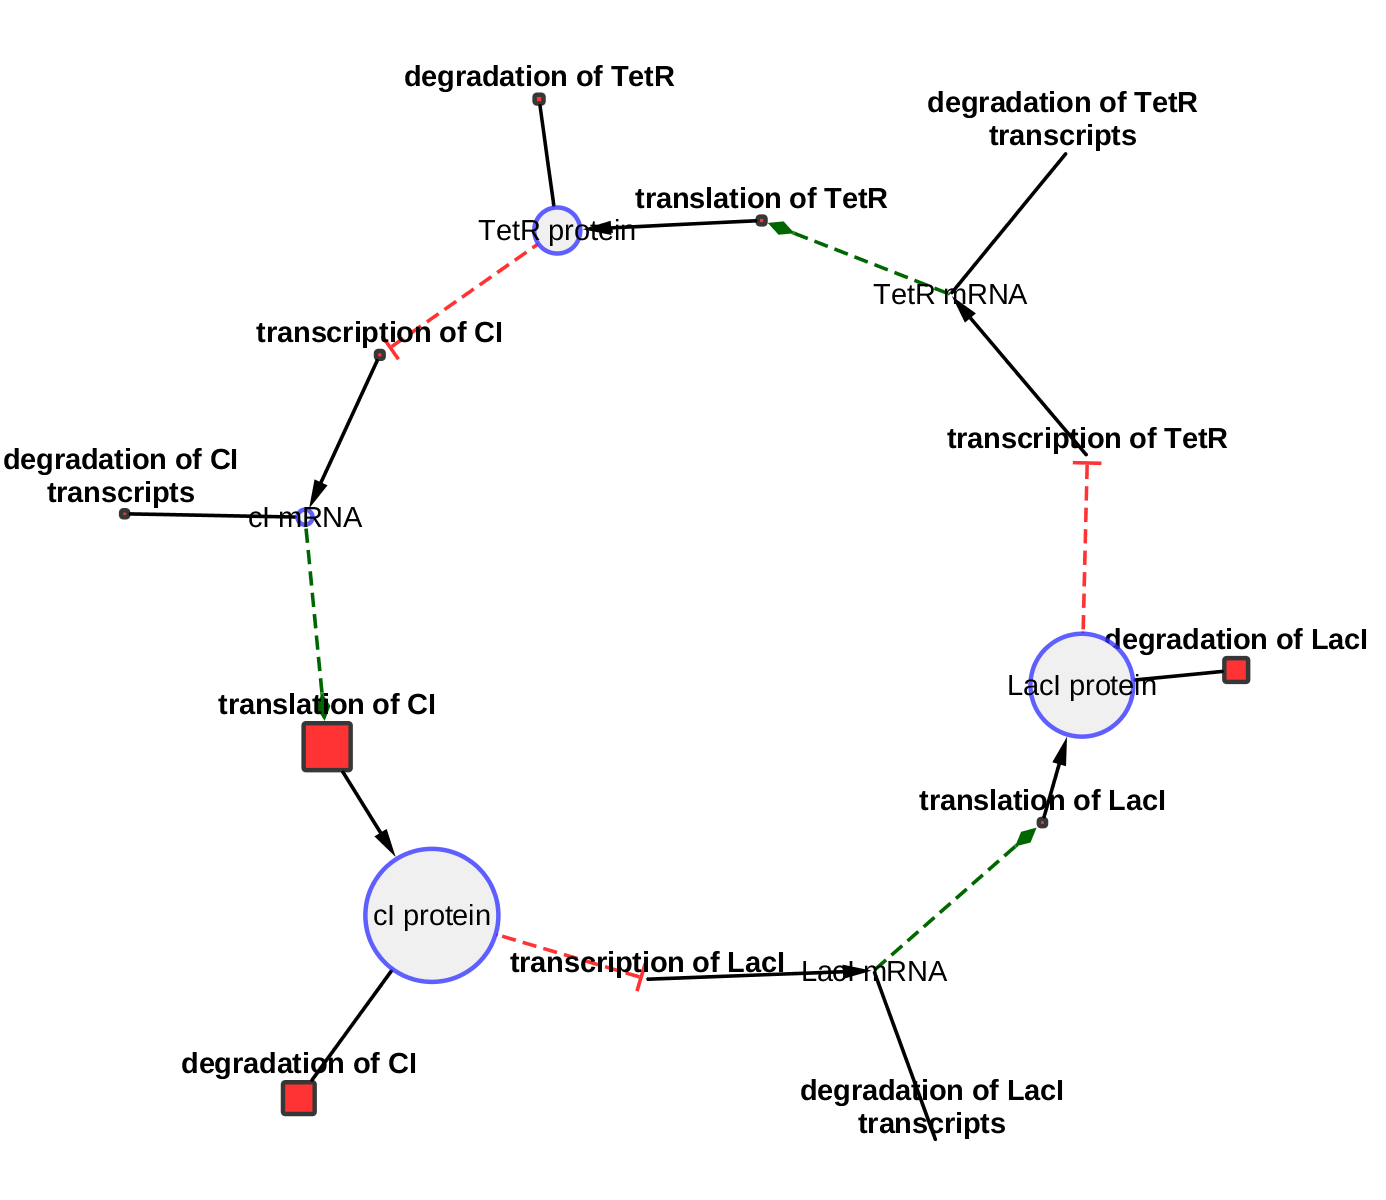 degradation of TetR
degradation of TetR
transcripts
translation of TetR
TetR protein
TetR mRNA
transcription of CI
transcription of TetR
degradation of CI
transcripts
cI mRNA
degradation of LacI
LacI protein
translation of CI
translation of LacI
cI protein
transcription of LacI
LacI mRNA
degradation of CI
degradation of LacI
transcripts